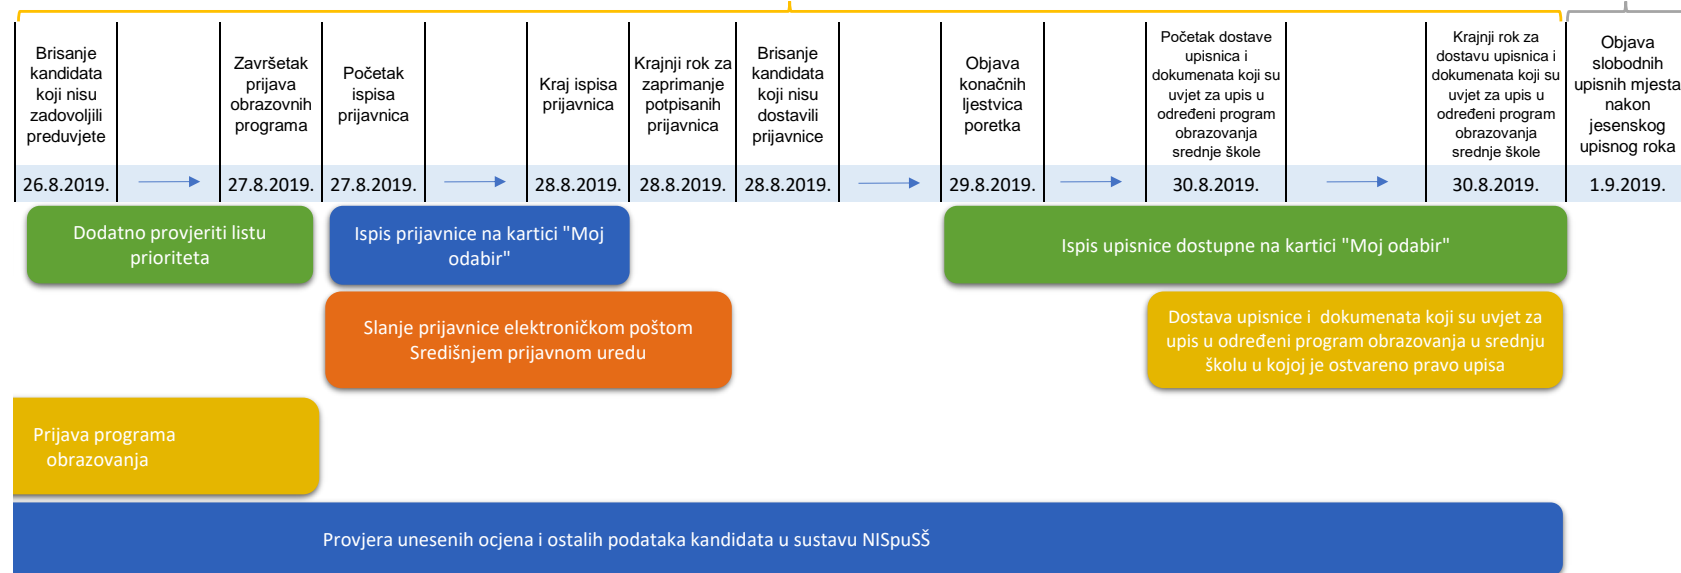 Brisanje
kandidata
koji nisu
zadovoljili
preduvjete
Završetak
prijava
obrazovnih
programa
Početak
ispisa
prijavnica
Kraj ispisa
prijavnica
Krajnji rok za
zaprimanje
potpisanih
prijavnica
Brisanje
kandidata
koji nisu
dostavili
prijavnice
Objava
konačnih
ljestvica
poretka
Početak dostave
upisnica i
dokumenata koji su
uvjet za upis u
određeni program
obrazovanja
srednje škole
Krajnji rok za
dostavu upisnica i
dokumenata koji su
uvjet za upis u
određeni program
obrazovanja
srednje škole
Objava
slobodnih
upisnih mjesta
nakon
jesenskog
upisnog roka
26.8.2019.
27.8.2019.
27.8.2019.
28.8.2019.
28.8.2019.
28.8.2019.
29.8.2019.
30.8.2019.
30.8.2019.
1.9.2019.
Dodatno provjeriti listu
prioriteta
Ispis prijavnice na kartici "Moj
odabir"
Ispis upisnice dostupne na kartici "Moj odabir"
Slanje prijavnice elektroničkom poštom
Središnjem prijavnom uredu
Dostava upisnice i dokumenata koji su uvjet za
upis u određeni program obrazovanja u srednju
školu u kojoj je ostvareno pravo upisa
Prijava programa
obrazovanja
Provjera unesenih ocjena i ostalih podataka kandidata u sustavu NISpuSŠ